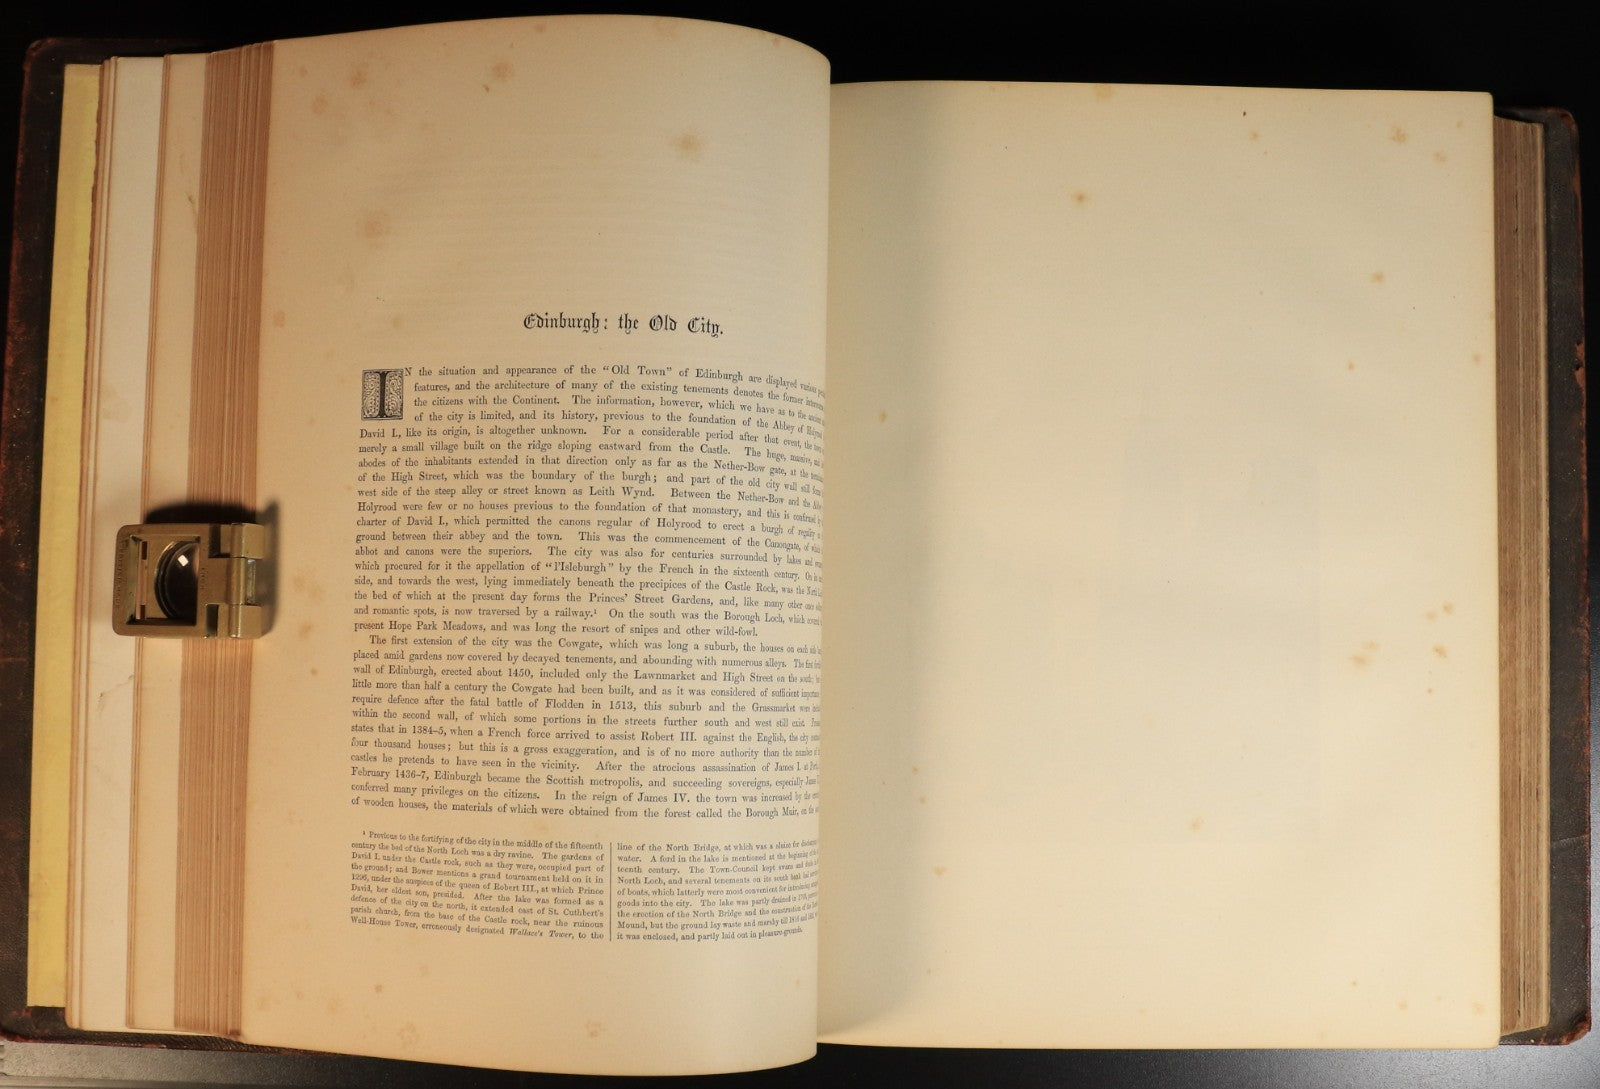 Edinburgh: the Old City.
IN the situation and appearance of the "Old Town" of Edinburgh are displayed various
features, and the architecture of many of the existing tenements denotes the former
the citizens with the Continent. The information, however, which we have as to the
of the city is limited, and its history, previous to the foundation of the Abbey of Holyrood
David I., like its origin, is altogether unknown. For a considerable period after that event, the
merely a small village built on the ridge sloping eastward from the Castle. The huge, massive, and
abodes of the inhabitants extended in that direction only as far as the Nether-Bow gate, at the
of the High Street, which was the boundary of the burgh; and part of the old city wall still
west side of the steep alley or street known as Leith Wynd. Between the Nether-Bow and the
Holyrood were few or no houses previous to the foundation of that monastery, and this is confirmed
charter of David I., which permitted the canons regular of Holyrood to erect a burgh of regality
ground between their abbey and the town. This was the commencement of the Canongate, of which
abbot and canons were the superiors. The city was also for centuries surrounded by lakes and
which procured for it the appellation of "l'Isleburgh" by the French in the sixteenth century. On
side, and towards the west, lying immediately beneath the precipices of the Castle Rock, was the
the bed of which at the present day forms the Princes' Street Gardens, and, like many other once
and romantic spots, is now traversed by a railway.¹ On the south was the Borough Loch, which
present Hope Park Meadows, and was long the resort of snipes and other wild-fowl.
The first extension of the city was the Cowgate, which was long a suburb, the houses on each side
placed amid gardens now covered by decayed tenements, and abounding with numerous alleys. The first
wall of Edinburgh, erected about 1450, included only the Lawnmarket and High Street on the south;
little more than half a century the Cowgate had been built, and as it was considered of sufficient
require defence after the fatal battle of Flodden in 1513, this suburb and the Grassmarket were
within the second wall, of which some portions in the streets further south and west still exist.
states that in 1384-5, when a French force arrived to assist Robert III. against the English, the city
four thousand houses; but this is a gross exaggeration, and is of no more authority than the number of
castles he pretends to have seen in the vicinity. After the atrocious assassination of James I. at
February 1436-7, Edinburgh became the Scottish metropolis, and succeeding sovereigns, especially James
conferred many privileges on the citizens. In the reign of James IV. the town was increased by the
of wooden houses, the materials of which were obtained from the forest called the Borough Muir, on the
¹ Previous to the fortifying of the city in the middle of the fifteenth
century the bed of the North Loch was a dry ravine. The gardens of
David I. under the Castle rock, such as they were, occupied part of
the ground; and Bower mentions a grand tournament held on it in
1396, under the auspices of the queen of Robert III., at which Prince
David, her eldest son, presided. After the lake was formed as a
defence of the city on the north, it extended east of St. Cuthbert's
parish church, from the base of the Castle rock, near the ruinous
Well-House Tower, erroneously designated Wallace's Tower, to the
line of the North Bridge, at which was a sluice for
water. A ford in the lake is mentioned at the beginning of
teenth century. The Town-Council kept swans and
North Loch, and several tenements on its south bank had
of boats, which latterly were most convenient for introducing
goods into the city. The lake was partly drained in
the erection of the North Bridge and the construction of the
Mound, but the ground lay waste and marshy till
it was enclosed, and partly laid out in pleasure-grounds.